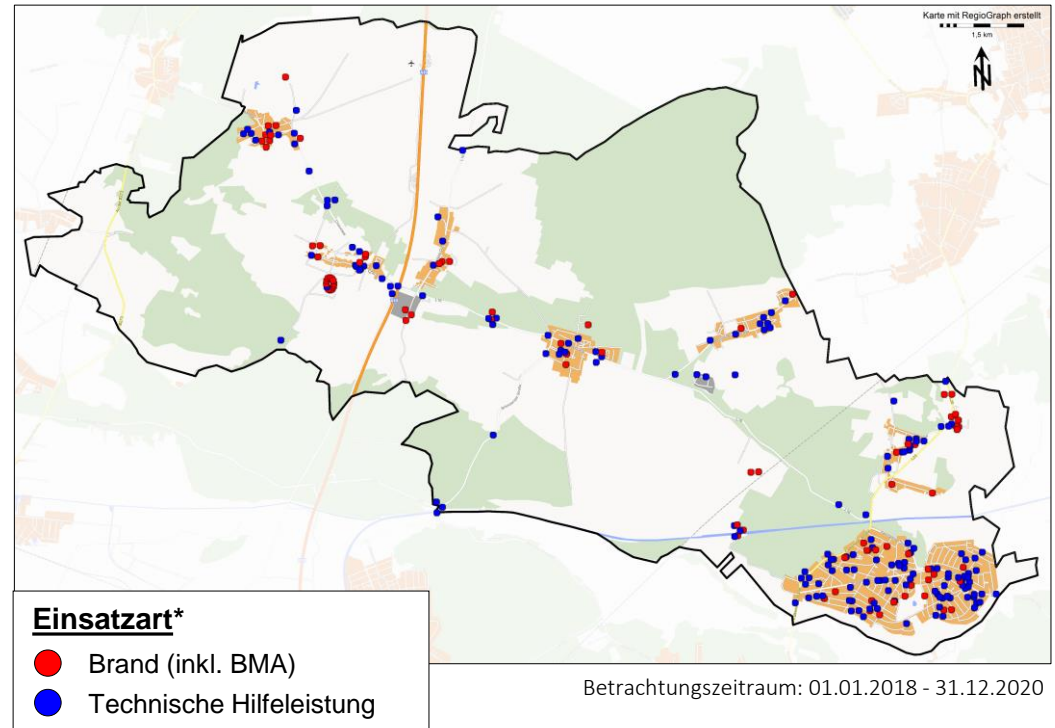 Karte mit RegioGraph erstellt
1,5 km
N
Einsatzart*
Brand (inkl. BMA)
Technische Hilfeleistung
Betrachtungszeitraum: 01.01.2018 - 31.12.2020